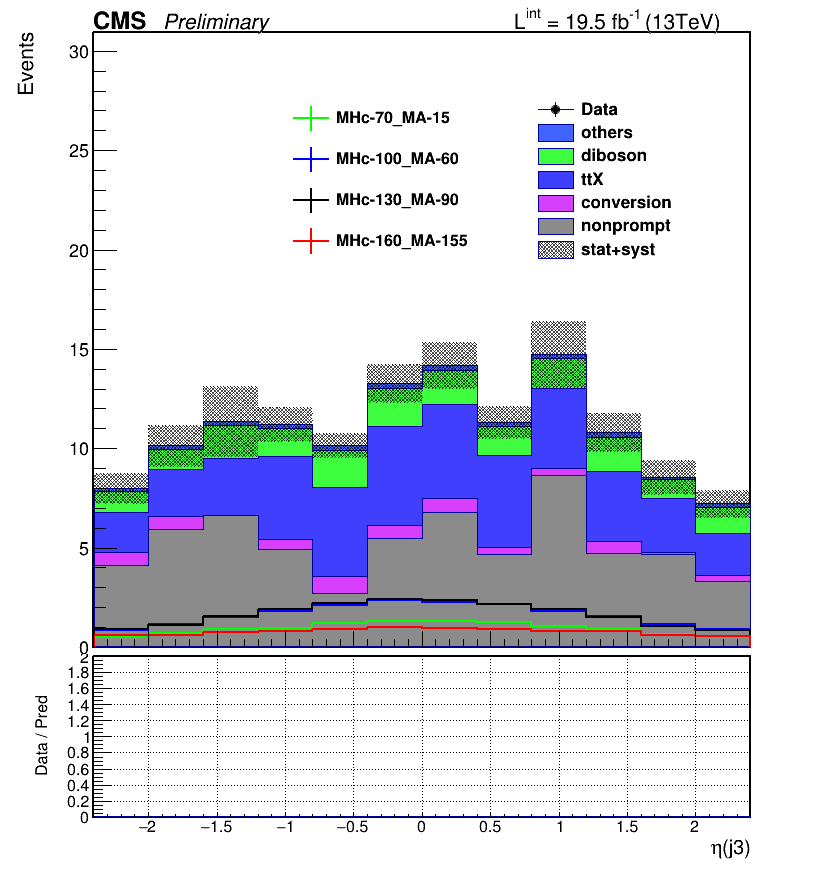 CMS Preliminary L^int = 19.5 fb^-1 (13TeV)
Events
30
25
20
15
10
5
0
MHc-70_MA-15
MHc-100_MA-60
MHc-130_MA-90
MHc-160_MA-155
Data
others
diboson
ttX
conversion
nonprompt
stat+syst
Data / Pred
2
1.8
1.6
1.4
1.2
1
0.8
0.6
0.4
0.2
0
−2 −1.5 −1 −0.5 0 0.5 1 1.5 2
η(j3)